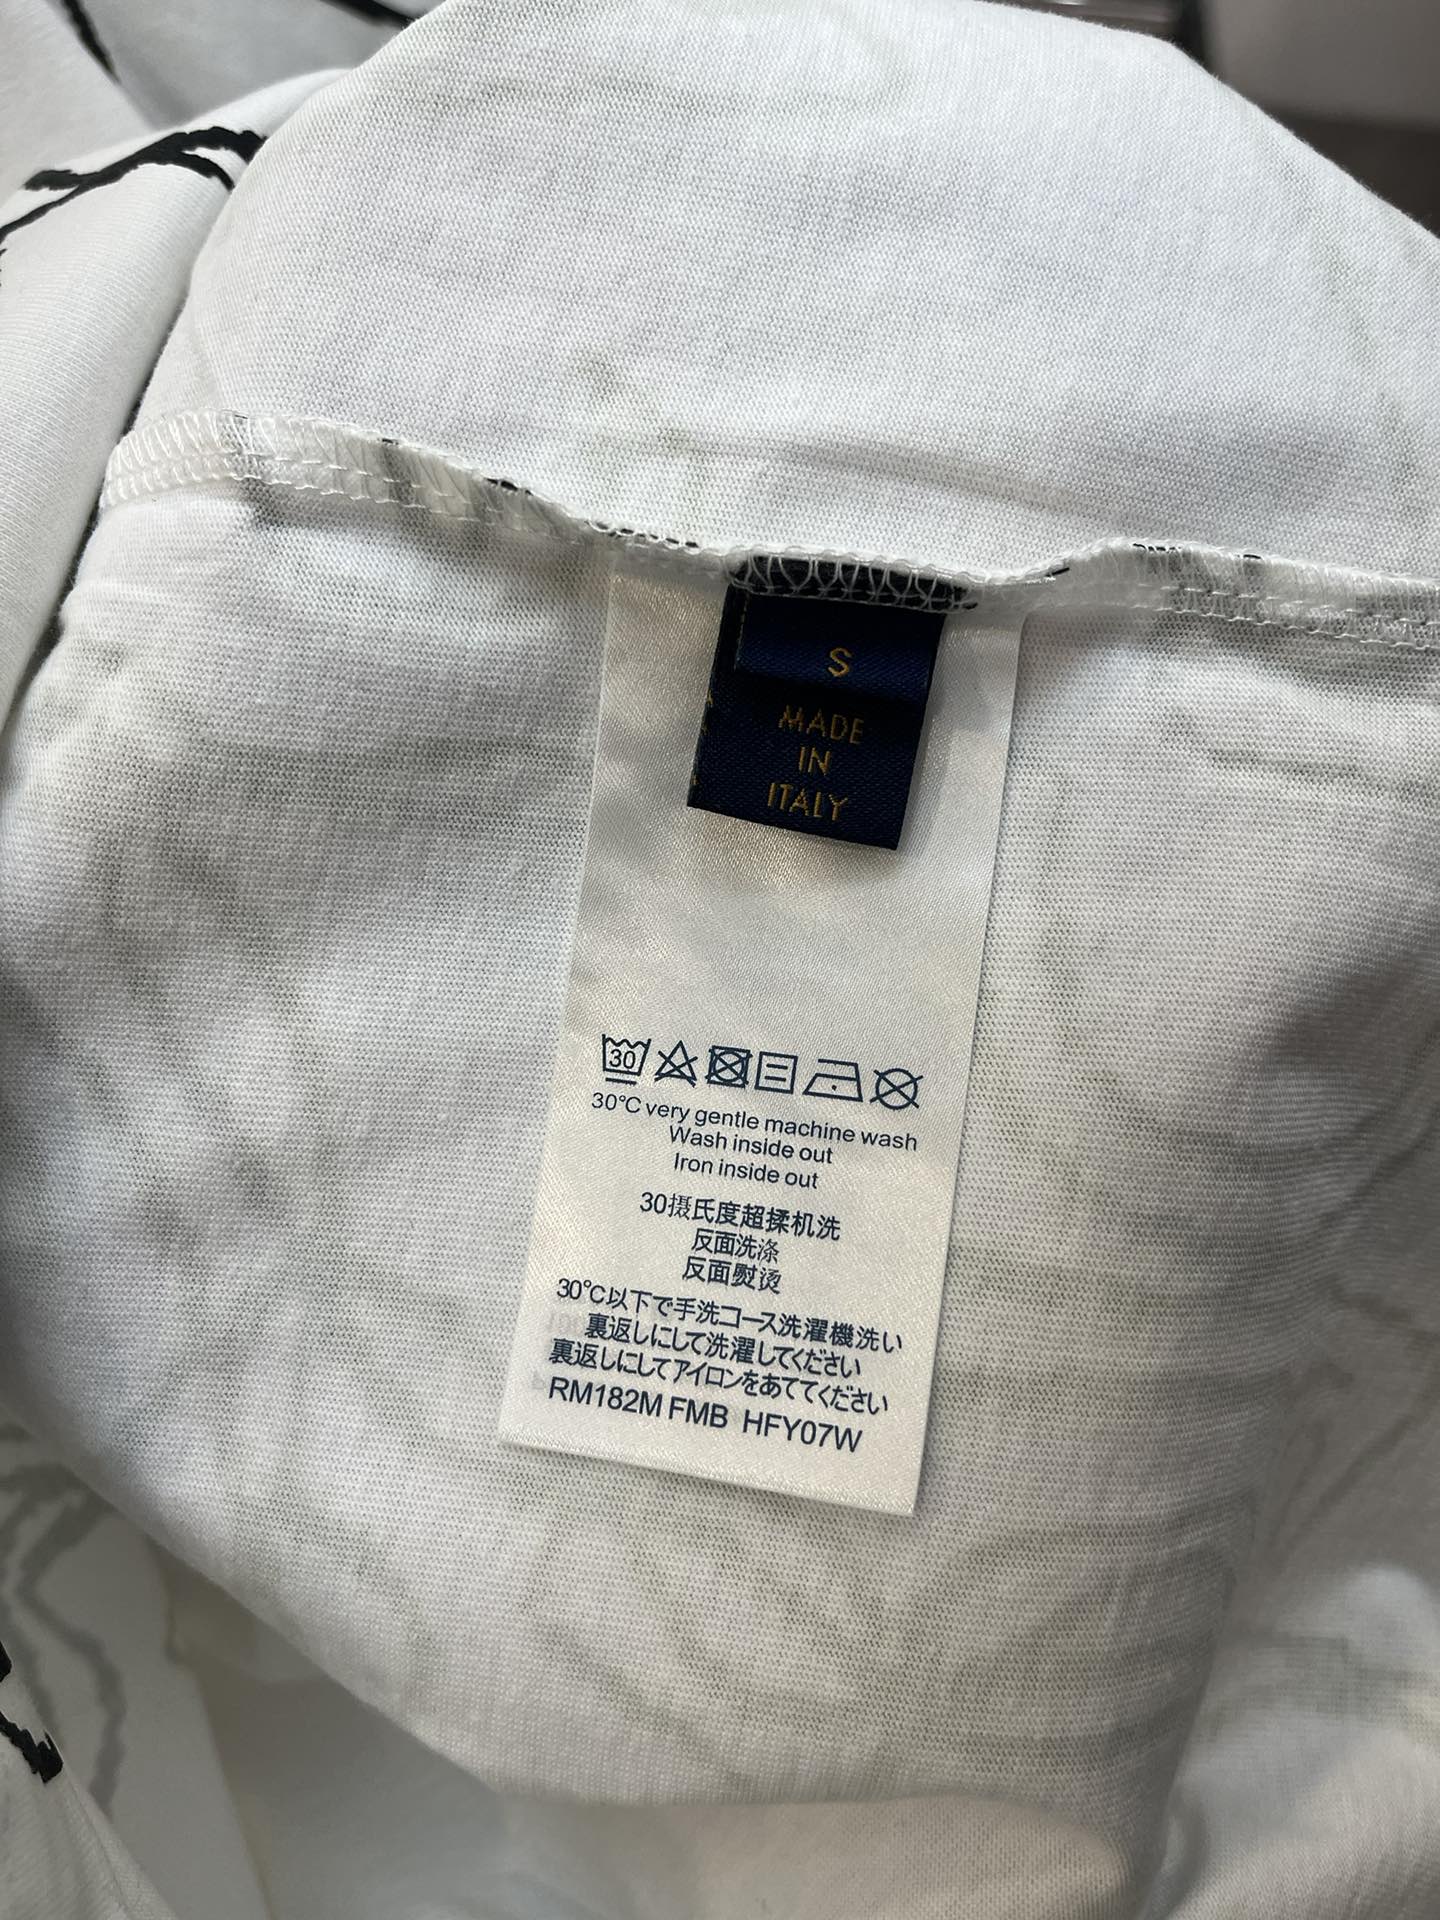 S
MADE
IN
ITALY
30
30°C very gentle machine wash
Wash inside out
Iron inside out
30摄氏度超揉机洗
反面洗涤
反面熨烫
30°C以下で手洗コース洗濯機洗い
裏返しにして洗濯してください
裏返しにしてアイロンをあててください
RM182M FMB HFY07W